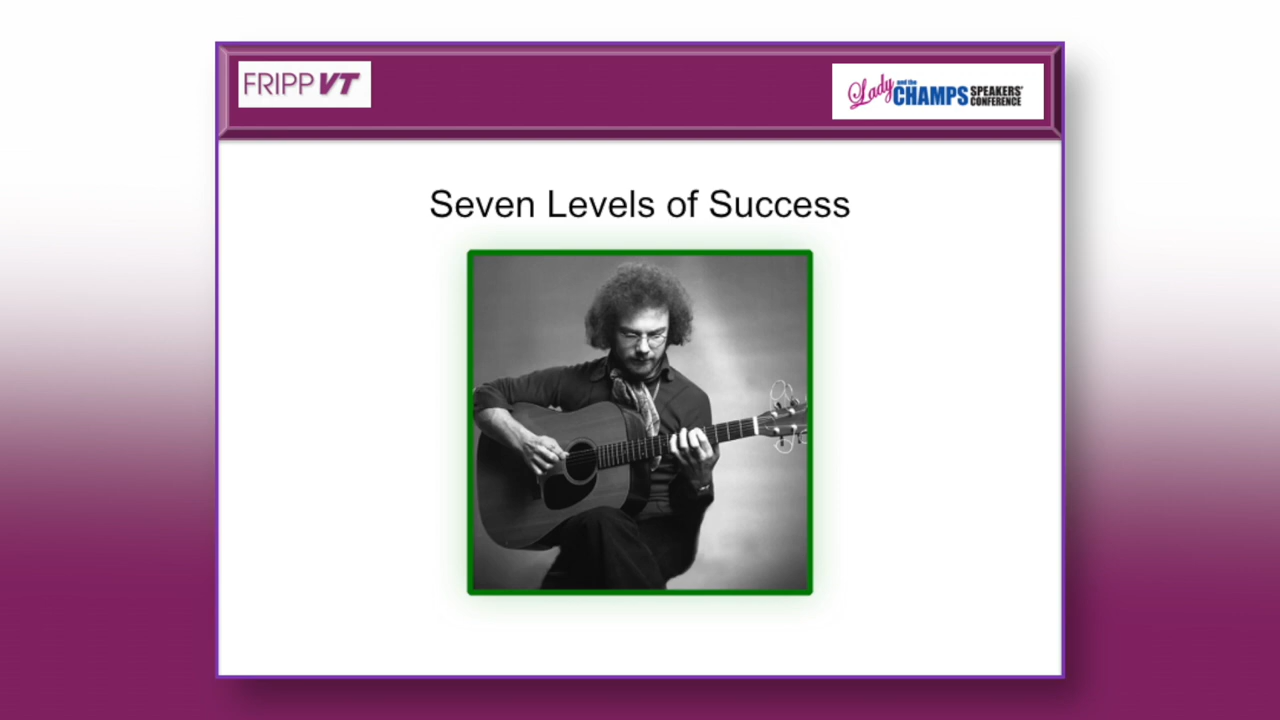 FRIPP VT
Lady and the CHAMPS SPEAKERS' CONFERENCE
Seven Levels of Success